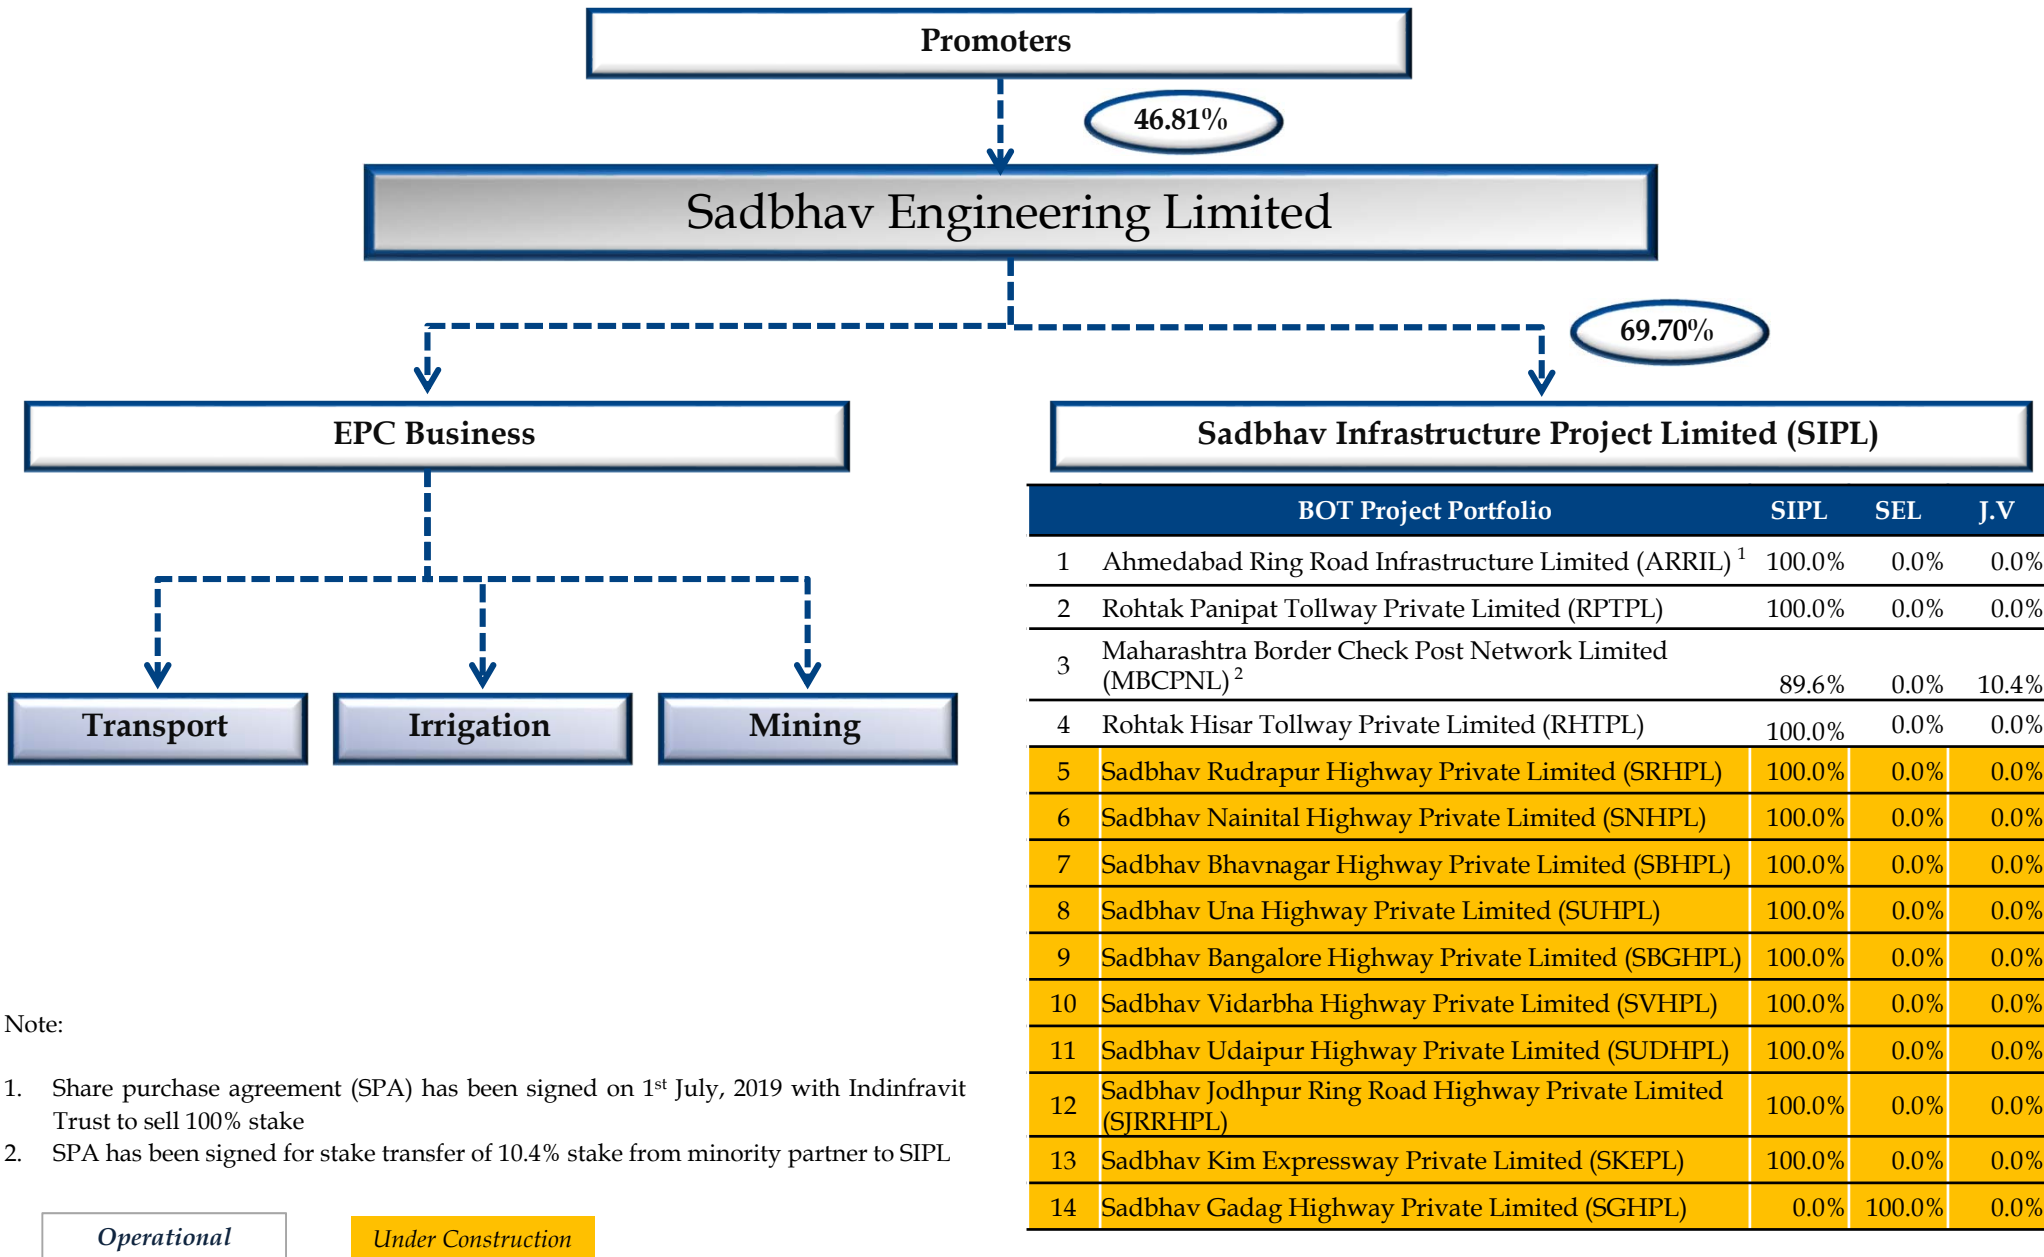 Promoters
46.81%
Sadbhav Engineering Limited
69.70%
EPC Business
Sadbhav Infrastructure Project Limited (SIPL)
Transport
Irrigation
Mining
BOT Project Portfolio SIPL SEL J.V
1 Ahmedabad Ring Road Infrastructure Limited (ARRIL) 1 100.0% 0.0% 0.0%
2 Rohtak Panipat Tollway Private Limited (RPTPL) 100.0% 0.0% 0.0%
3 Maharashtra Border Check Post Network Limited
(MBCPNL) 2 89.6% 0.0% 10.4%
4 Rohtak Hisar Tollway Private Limited (RHTPL) 100.0% 0.0% 0.0%
5 Sadbhav Rudrapur Highway Private Limited (SRHPL) 100.0% 0.0% 0.0%
6 Sadbhav Nainital Highway Private Limited (SNHPL) 100.0% 0.0% 0.0%
7 Sadbhav Bhavnagar Highway Private Limited (SBHPL) 100.0% 0.0% 0.0%
8 Sadbhav Una Highway Private Limited (SUHPL) 100.0% 0.0% 0.0%
9 Sadbhav Bangalore Highway Private Limited (SBGHPL) 100.0% 0.0% 0.0%
10 Sadbhav Vidarbha Highway Private Limited (SVHPL) 100.0% 0.0% 0.0%
11 Sadbhav Udaipur Highway Private Limited (SUDHPL) 100.0% 0.0% 0.0%
12 Sadbhav Jodhpur Ring Road Highway Private Limited
(SJRRHPL) 100.0% 0.0% 0.0%
13 Sadbhav Kim Expressway Private Limited (SKEPL) 100.0% 0.0% 0.0%
14 Sadbhav Gadag Highway Private Limited (SGHPL) 0.0% 100.0% 0.0%
Note:
1. Share purchase agreement (SPA) has been signed on 1st July, 2019 with Indinfravit
Trust to sell 100% stake
2. SPA has been signed for stake transfer of 10.4% stake from minority partner to SIPL
Operational
Under Construction